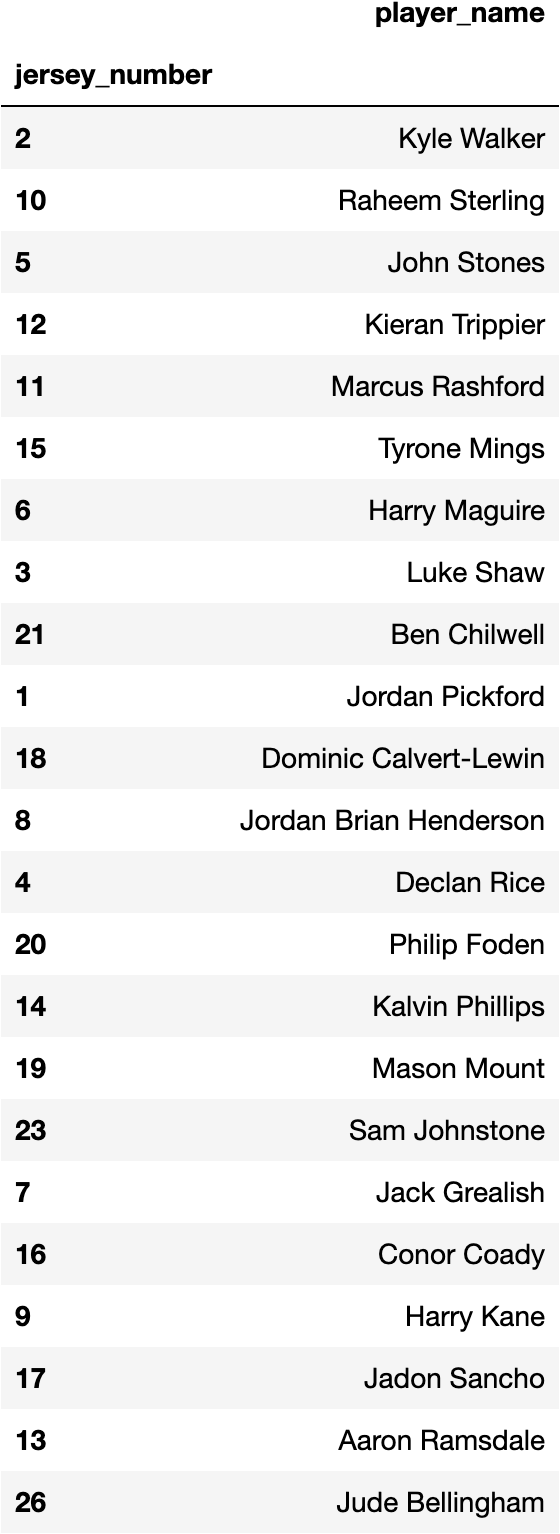 player_name
jersey_number
2 Kyle Walker
10 Raheem Sterling
5 John Stones
12 Kieran Trippier
11 Marcus Rashford
15 Tyrone Mings
6 Harry Maguire
3 Luke Shaw
21 Ben Chilwell
1 Jordan Pickford
18 Dominic Calvert-Lewin
8 Jordan Brian Henderson
4 Declan Rice
20 Philip Foden
14 Kalvin Phillips
19 Mason Mount
23 Sam Johnstone
7 Jack Grealish
16 Conor Coady
9 Harry Kane
17 Jadon Sancho
13 Aaron Ramsdale
26 Jude Bellingham